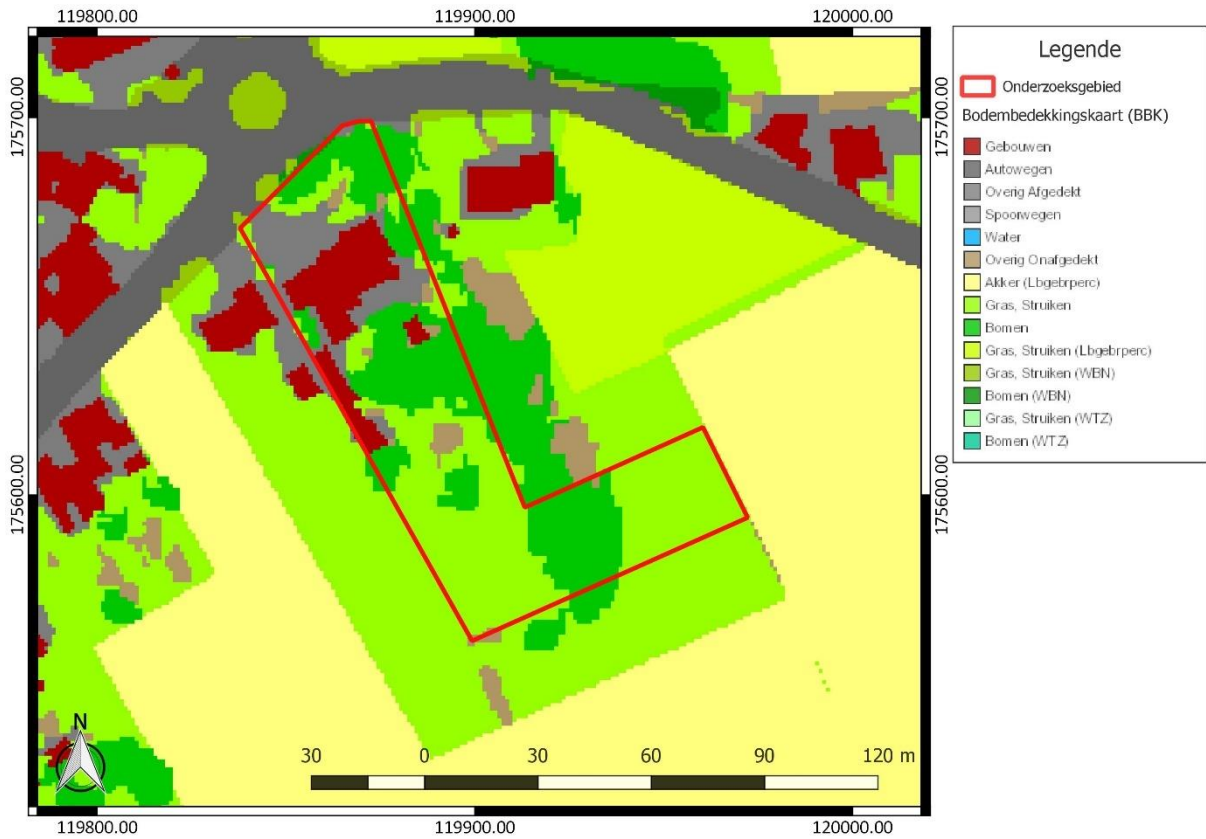 119800.00 119900.00 120000.00
175700.00 175700.00
175600.00 175600.00
N
30 0 30 60 90 120 m
119800.00 119900.00 120000.00
Legende
Onderzoeksgebied
Bodembedekkingskaart (BBK)
Gebouwen
Autowegen
Overig Afgedekt
Spoorwegen
Water
Overig Onafgedekt
Akker (Lbgebrperc)
Gras, Struiken
Bomen
Gras, Struiken (Lbgebrperc)
Gras, Struiken (WBN)
Bomen (WBN)
Gras, Struiken (WTZ)
Bomen (WTZ)